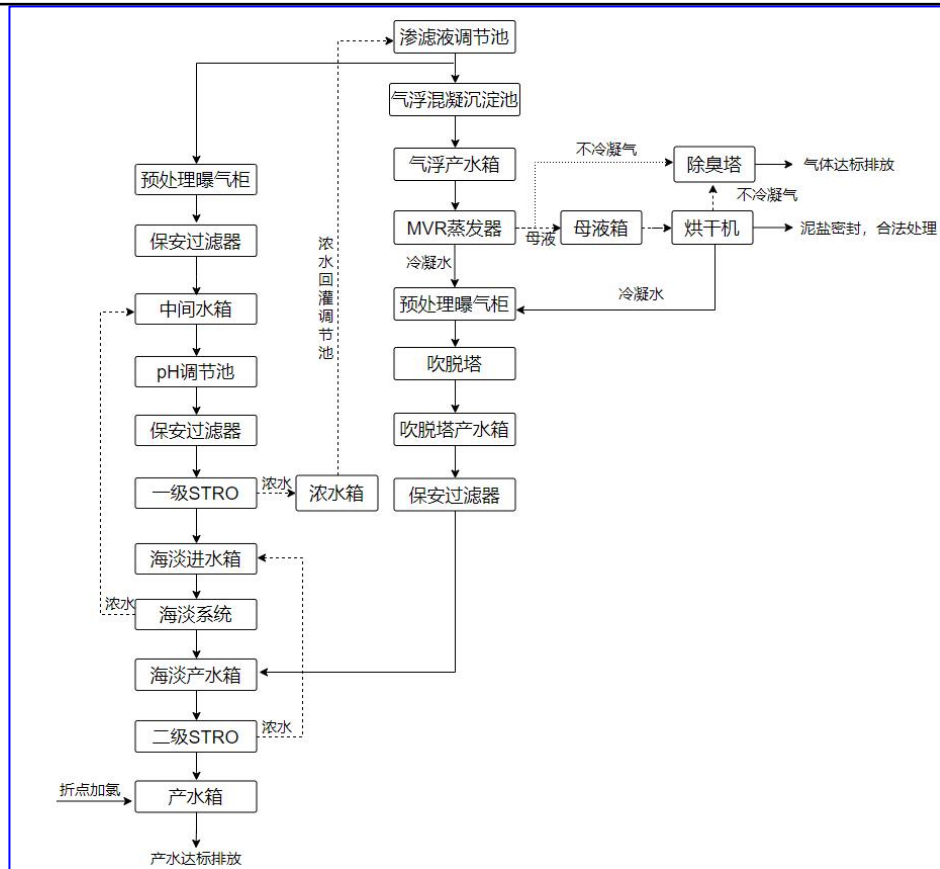 渗滤液调节池
气浮混凝沉淀池
不冷凝气
预处理曝气柜
气浮产水箱
除臭塔
气体达标排放
不冷凝气
保安过滤器
浓水回灌调节池
MVR蒸发器
母液
母液箱
烘干机
泥盐密封，合法处理
冷凝水
冷凝水
中间水箱
预处理曝气柜
pH调节池
吹脱塔
保安过滤器
吹脱塔产水箱
一级STRO
浓水
浓水箱
保安过滤器
海淡进水箱
浓水
海淡系统
海淡产水箱
二级STRO
浓水
折点加氯
产水箱
产水达标排放